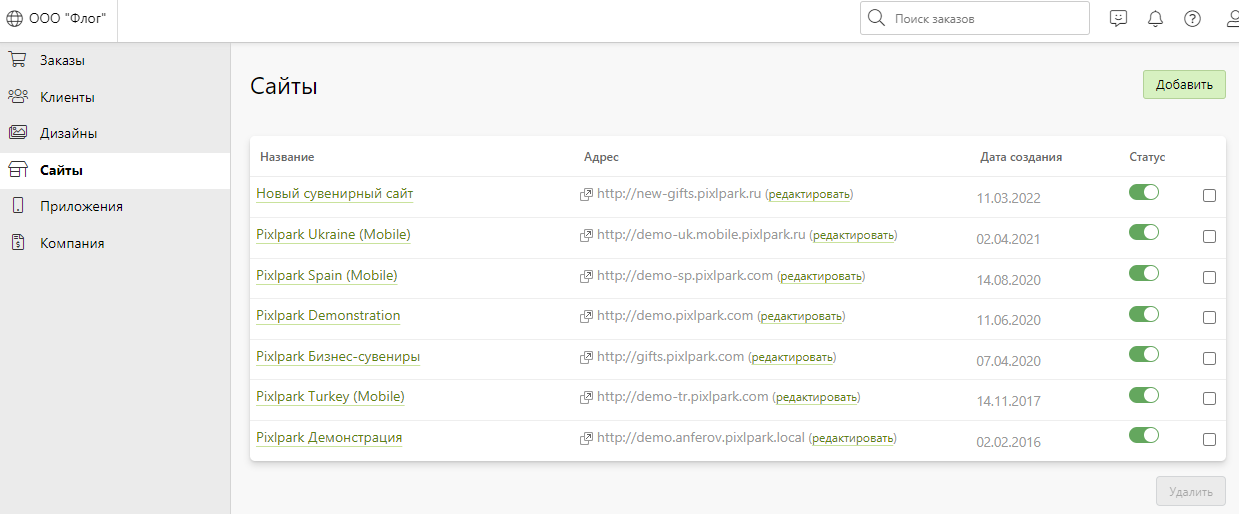 ООО "Флог"
Поиск заказов
Заказы
Клиенты
Дизайны
Сайты
Приложения
Компания
Сайты
Добавить
Название Адрес Дата создания Статус
Новый сувенирный сайт http://new-gifts.pixlpark.ru (редактировать) 11.03.2022
Pixlpark Ukraine (Mobile) http://demo-uk.mobile.pixlpark.ru (редактировать) 02.04.2021
Pixlpark Spain (Mobile) http://demo-sp.pixlpark.com (редактировать) 14.08.2020
Pixlpark Demonstration http://demo.pixlpark.com (редактировать) 11.06.2020
Pixlpark Бизнес-сувениры http://gifts.pixlpark.com (редактировать) 07.04.2020
Pixlpark Turkey (Mobile) http://demo-tr.pixlpark.com (редактировать) 14.11.2017
Pixlpark Демонстрация http://demo.anferov.pixlpark.local (редактировать) 02.02.2016
Удалить